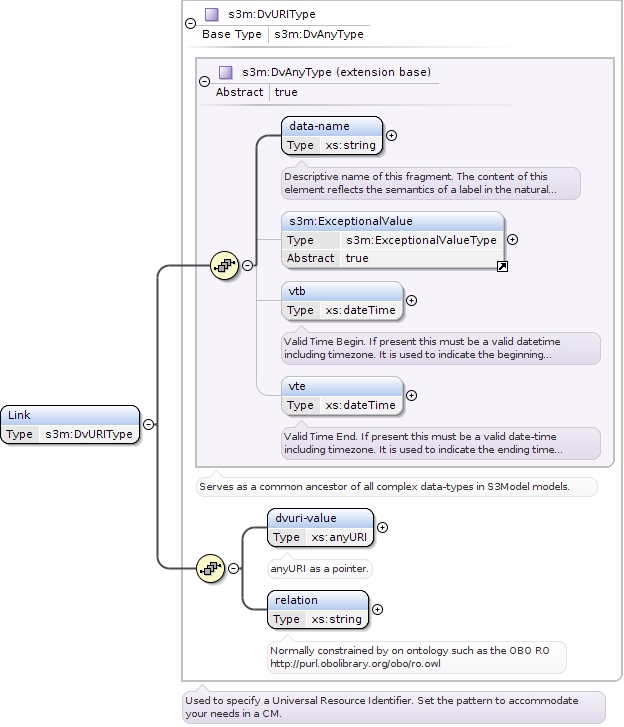 s3m:DvURIType
Base Type s3m:DvAnyType
s3m:DvAnyType (extension base)
Abstract true
data-name
Type xs:string
Descriptive name of this fragment. The content of this
element reflects the semantics of a label in the natural...
s3m:ExceptionalValue
Type s3m:ExceptionalValueType
Abstract true
vtb
Type xs:dateTime
Valid Time Begin. If present this must be a valid datetime
including timezone. It is used to indicate the beginning...
vte
Type xs:dateTime
Valid Time End. If present this must be a valid date-time
including timezone. It is used to indicate the ending time...
Link
Type s3m:DvURIType
Serves as a common ancestor of all complex data-types in S3Model models.
dvuri-value
Type xs:anyURI
anyURI as a pointer.
relation
Type xs:string
Normally constrained by on ontology such as the OBO RO
http://purl.obolibrary.org/obo/ro.owl
Used to specify a Universal Resource Identifier. Set the pattern to accommodate
your needs in a CM.